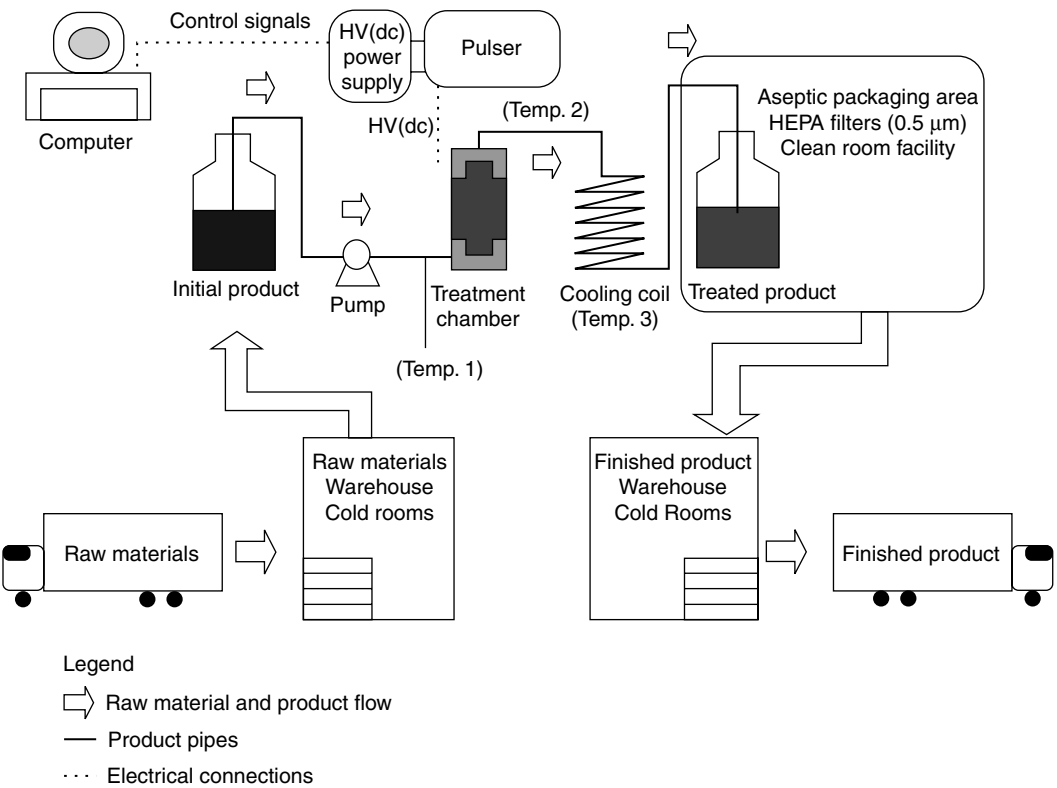 Control signals
HV(dc)
power
supply
Pulser
Computer
HV(dc)
(Temp. 2)
Aseptic packaging area
HEPA filters (0.5 μm)
Clean room facility
Initial product
Pump
Treatment
chamber
Cooling coil
(Temp. 3)
Treated product
(Temp. 1)
Raw materials
Warehouse
Cold rooms
Finished product
Warehouse
Cold Rooms
Raw materials
Finished product
Legend
Raw material and product flow
Product pipes
Electrical connections